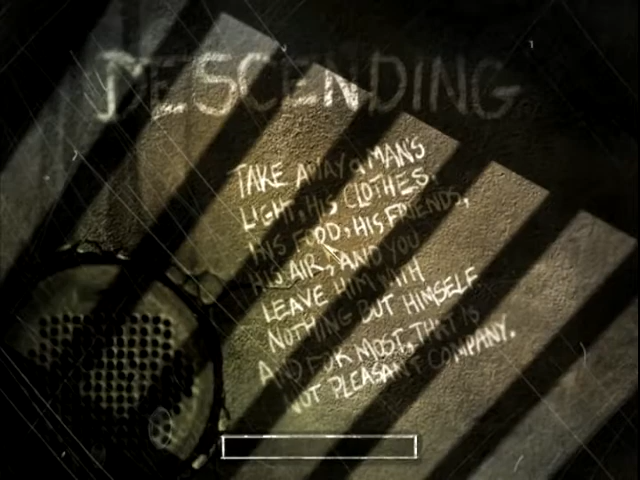 DESCENDING
TAKE AWAY A MAN'S
LIGHT, HIS CLOTHES,
HIS FOOD, HIS FRIENDS,
HIS AIR, AND YOU
LEAVE HIM WITH
NOTHING BUT HIMSELF
AND FOR MOST, THAT IS
NOT PLEASANT COMPANY.